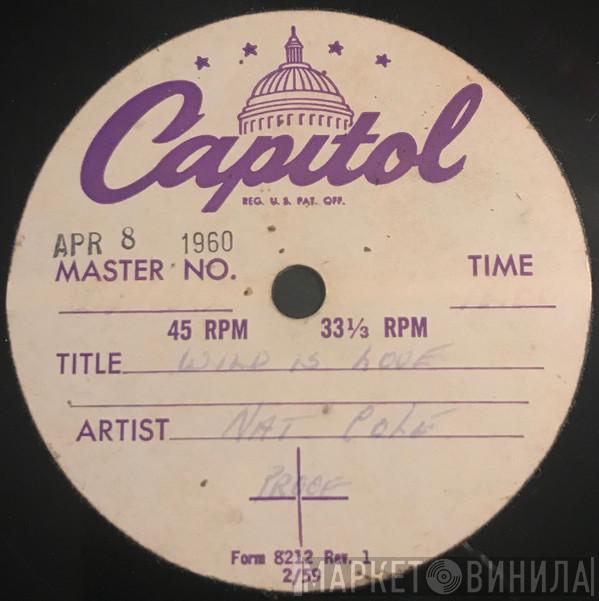 Capitol
REG. U. S. PAT. OFF.
APR 8 1960
MASTER NO. TIME
45 RPM 33⅓ RPM
TITLE WILD IS LOVE
ARTIST NAT COLE
PROOF
Form 8212 Rev. 1
2/59
МАРКЕТ ВИНИЛА